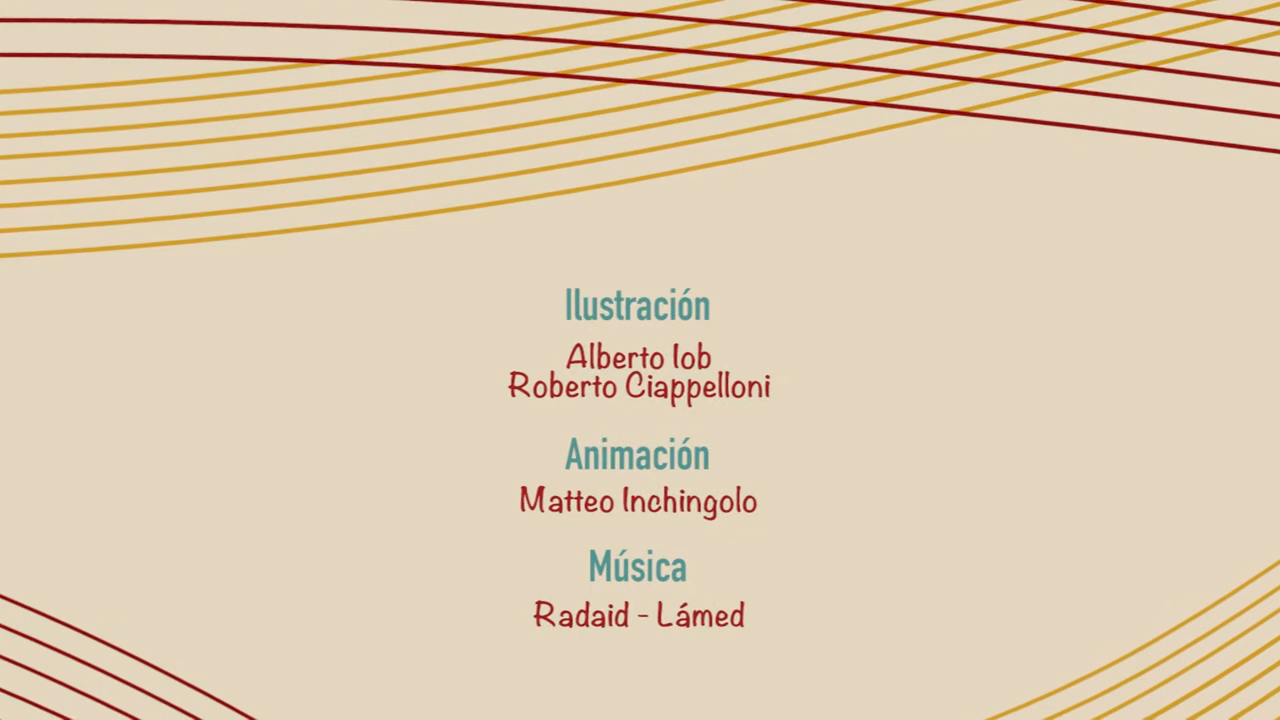 Ilustración
Alberto Iob
Roberto Ciappelloni
Animación
Matteo Inchingolo
Música
Radaid - Lámed